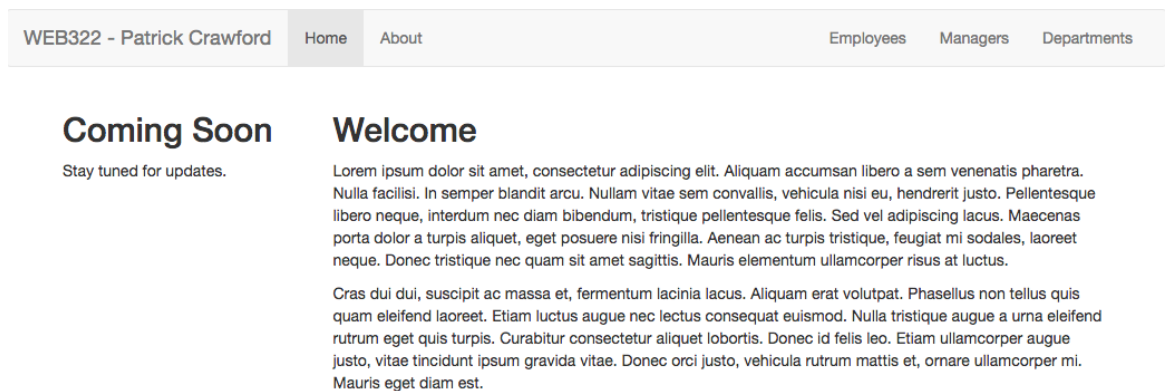 WEB322 - Patrick Crawford Home About Employees Managers Departments
Coming Soon
Stay tuned for updates.
Welcome
Lorem ipsum dolor sit amet, consectetur adipiscing elit. Aliquam accumsan libero a sem venenatis pharetra.
Nulla facilisi. In semper blandit arcu. Nullam vitae sem convallis, vehicula nisi eu, hendrerit justo. Pellentesque
libero neque, interdum nec diam bibendum, tristique pellentesque felis. Sed vel adipiscing lacus. Maecenas
porta dolor a turpis aliquet, eget posuere nisi fringilla. Aenean ac turpis tristique, feugiat mi sodales, laoreet
neque. Donec tristique nec quam sit amet sagittis. Mauris elementum ullamcorper risus at luctus.
Cras dui dui, suscipit ac massa et, fermentum lacinia lacus. Aliquam erat volutpat. Phasellus non tellus quis
quam eleifend laoreet. Etiam luctus augue nec lectus consequat euismod. Nulla tristique augue a urna eleifend
rutrum eget quis turpis. Curabitur consectetur aliquet lobortis. Donec id felis leo. Etiam ullamcorper augue
justo, vitae tincidunt ipsum gravida vitae. Donec orci justo, vehicula rutrum mattis et, ornare ullamcorper mi.
Mauris eget diam est.